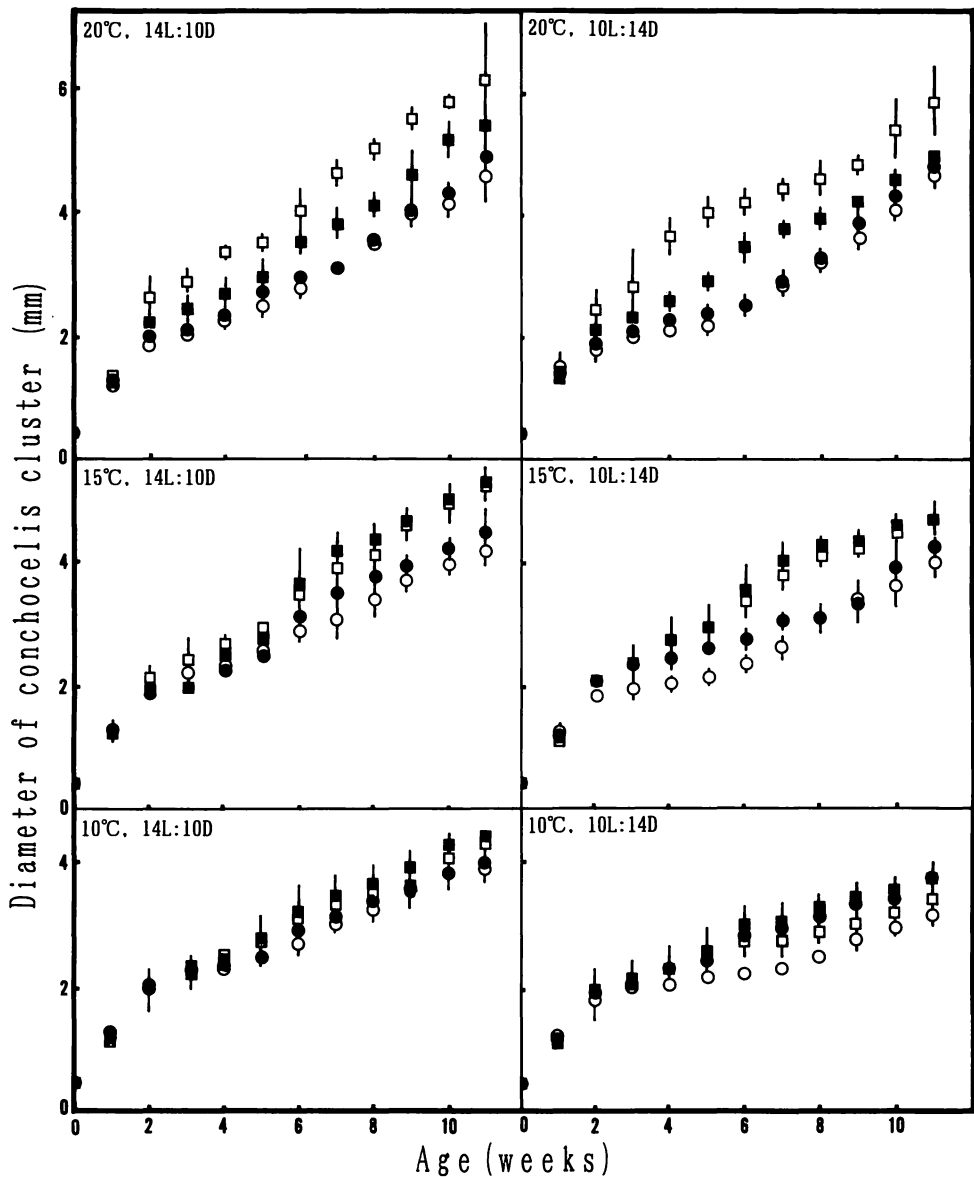 20℃, 14L:10D
20℃, 10L:14D
6
4
2
0
15℃, 14L:10D
15℃, 10L:14D
4
2
0
10℃, 14L:10D
10℃, 10L:14D
4
2
0
2 4 6 8 10
2 4 6 8 10
Diameter of conchocelis cluster (mm)
Age (weeks)